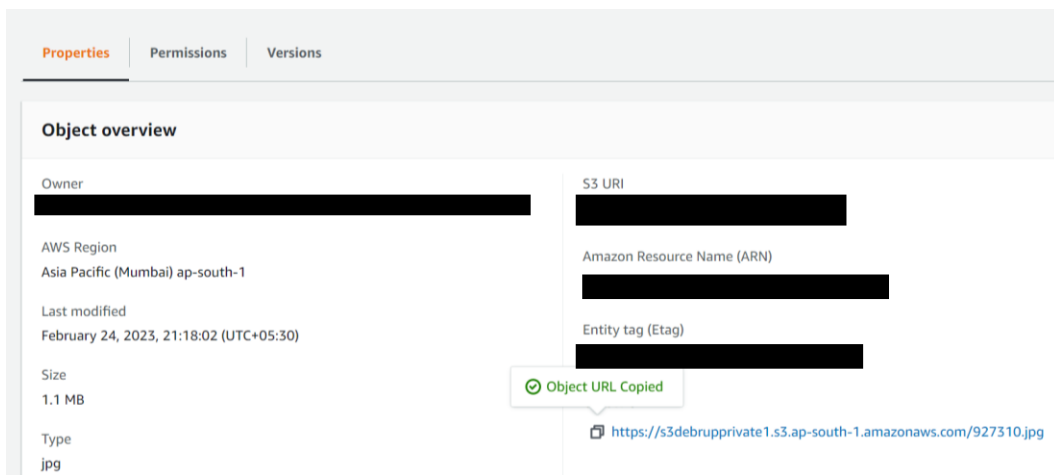 Properties Permissions Versions
Object overview
Owner
AWS Region
Asia Pacific (Mumbai) ap-south-1
Last modified
February 24, 2023, 21:18:02 (UTC+05:30)
Size
1.1 MB
Type
jpg
S3 URI
Amazon Resource Name (ARN)
Entity tag (Etag)
Object URL Copied
https://s3debrupprivate1.s3.ap-south-1.amazonaws.com/927310.jpg